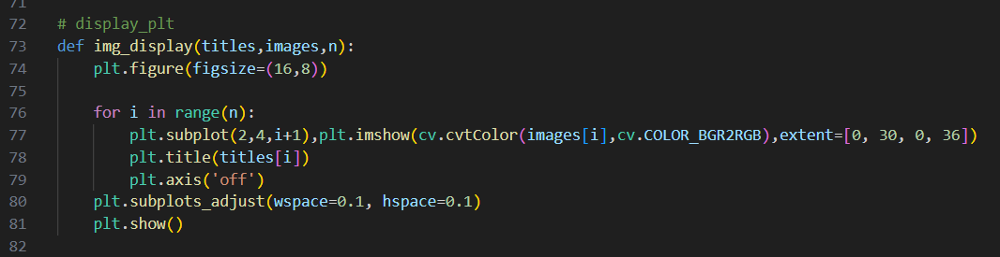 71
72 # display_plt
73 def img_display(titles,images,n):
74     plt.figure(figsize=(16,8))
75
76     for i in range(n):
77         plt.subplot(2,4,i+1),plt.imshow(cv.cvtColor(images[i],cv.COLOR_BGR2RGB),extent=[0, 30, 0, 36])
78         plt.title(titles[i])
79         plt.axis('off')
80     plt.subplots_adjust(wspace=0.1, hspace=0.1)
81     plt.show()
82